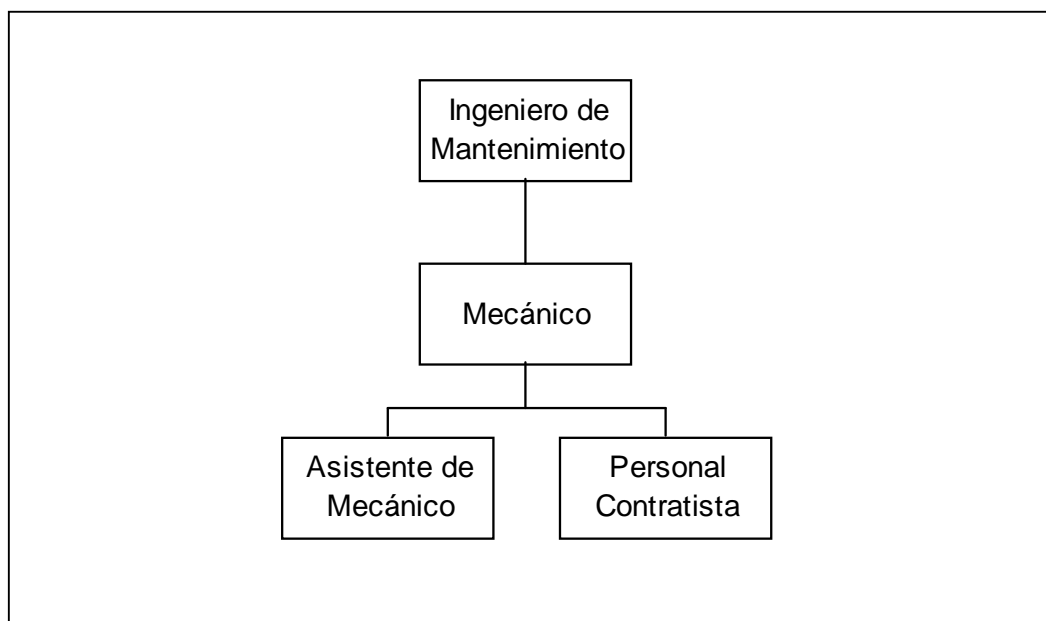 Ingeniero de
Mantenimiento
Mecánico
Asistente de
Mecánico
Personal
Contratista